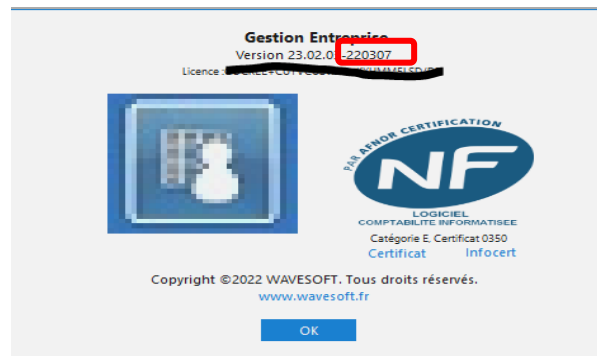 Gestion Entreprise
Version 23.02.0 -220307
Licence :
PAR AFNOR CERTIFICATION
NF
LOGICIEL
COMPTABILITE INFORMATISEE
Catégorie E, Certificat 0350
Certificat Infocert
Copyright ©2022 WAVESOFT. Tous droits réservés.
www.wavesoft.fr
OK